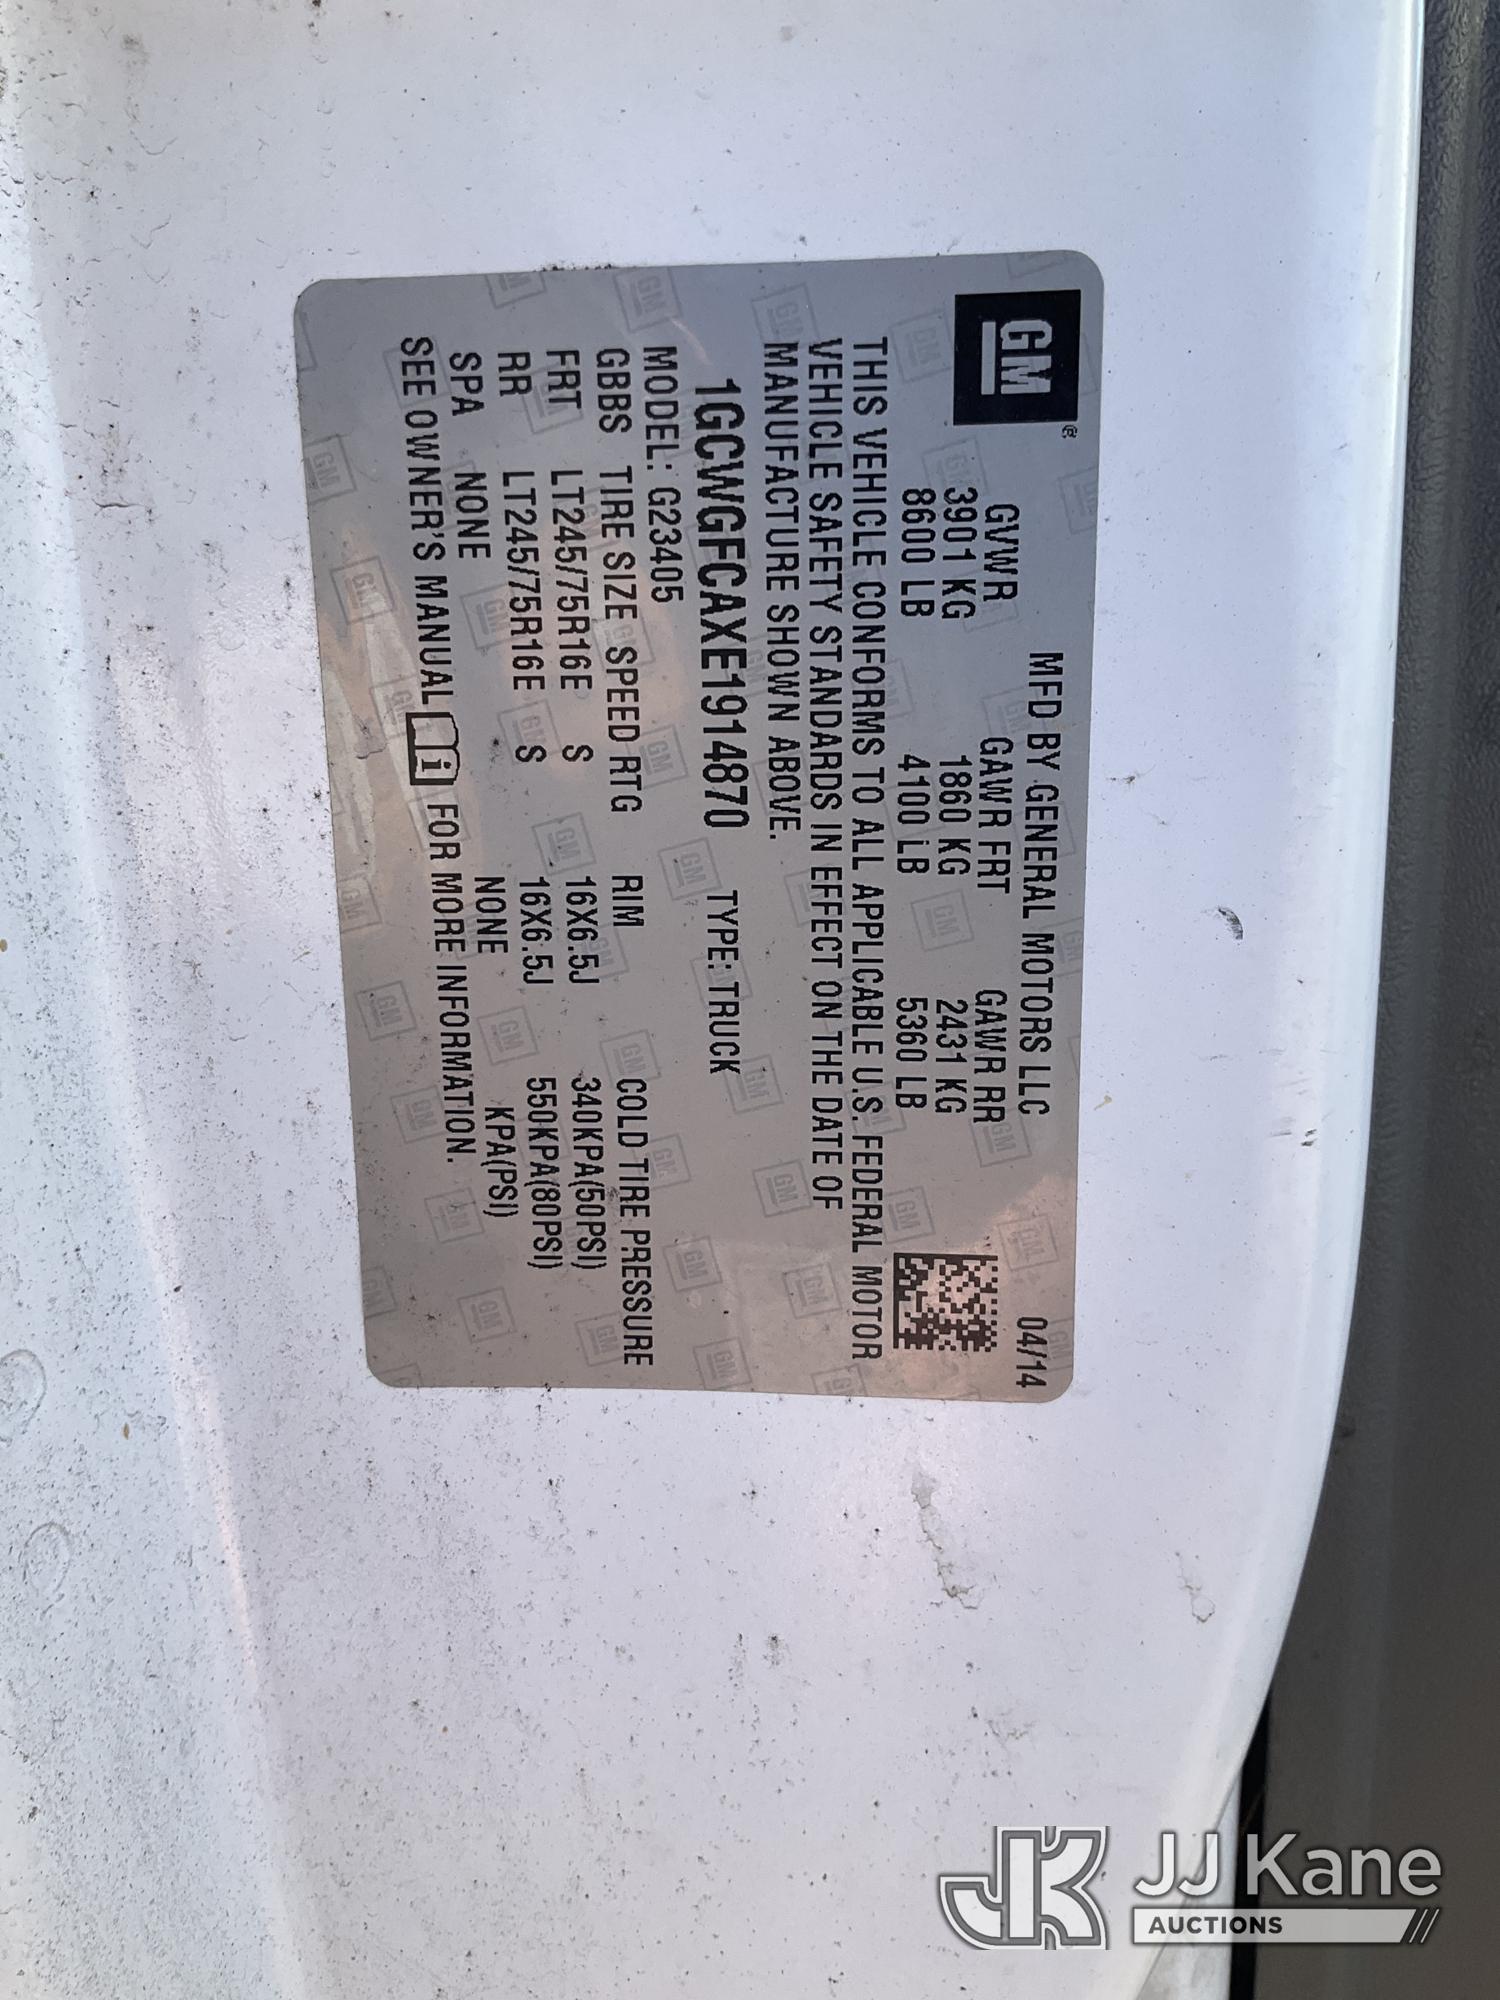 GM®
MFD BY GENERAL MOTORS LLC 04/14
GVWR GAWR FRT GAWR RR
3901 KG 1860 KG 2431 KG
8600 LB 4100 LB 5360 LB
THIS VEHICLE CONFORMS TO ALL APPLICABLE U.S. FEDERAL MOTOR
VEHICLE SAFETY STANDARDS IN EFFECT ON THE DATE OF
MANUFACTURE SHOWN ABOVE.
1GCWGFCAXE1914870 TYPE: TRUCK
MODEL: G23405
GBBS TIRE SIZE SPEED RTG RIM COLD TIRE PRESSURE
FRT LT245/75R16E S 16X6.5J 340KPA(50PSI)
RR LT245/75R16E S 16X6.5J 550KPA(80PSI)
SPA NONE NONE KPA(PSI)
SEE OWNER'S MANUAL i FOR MORE INFORMATION.
JK JJ Kane
AUCTIONS